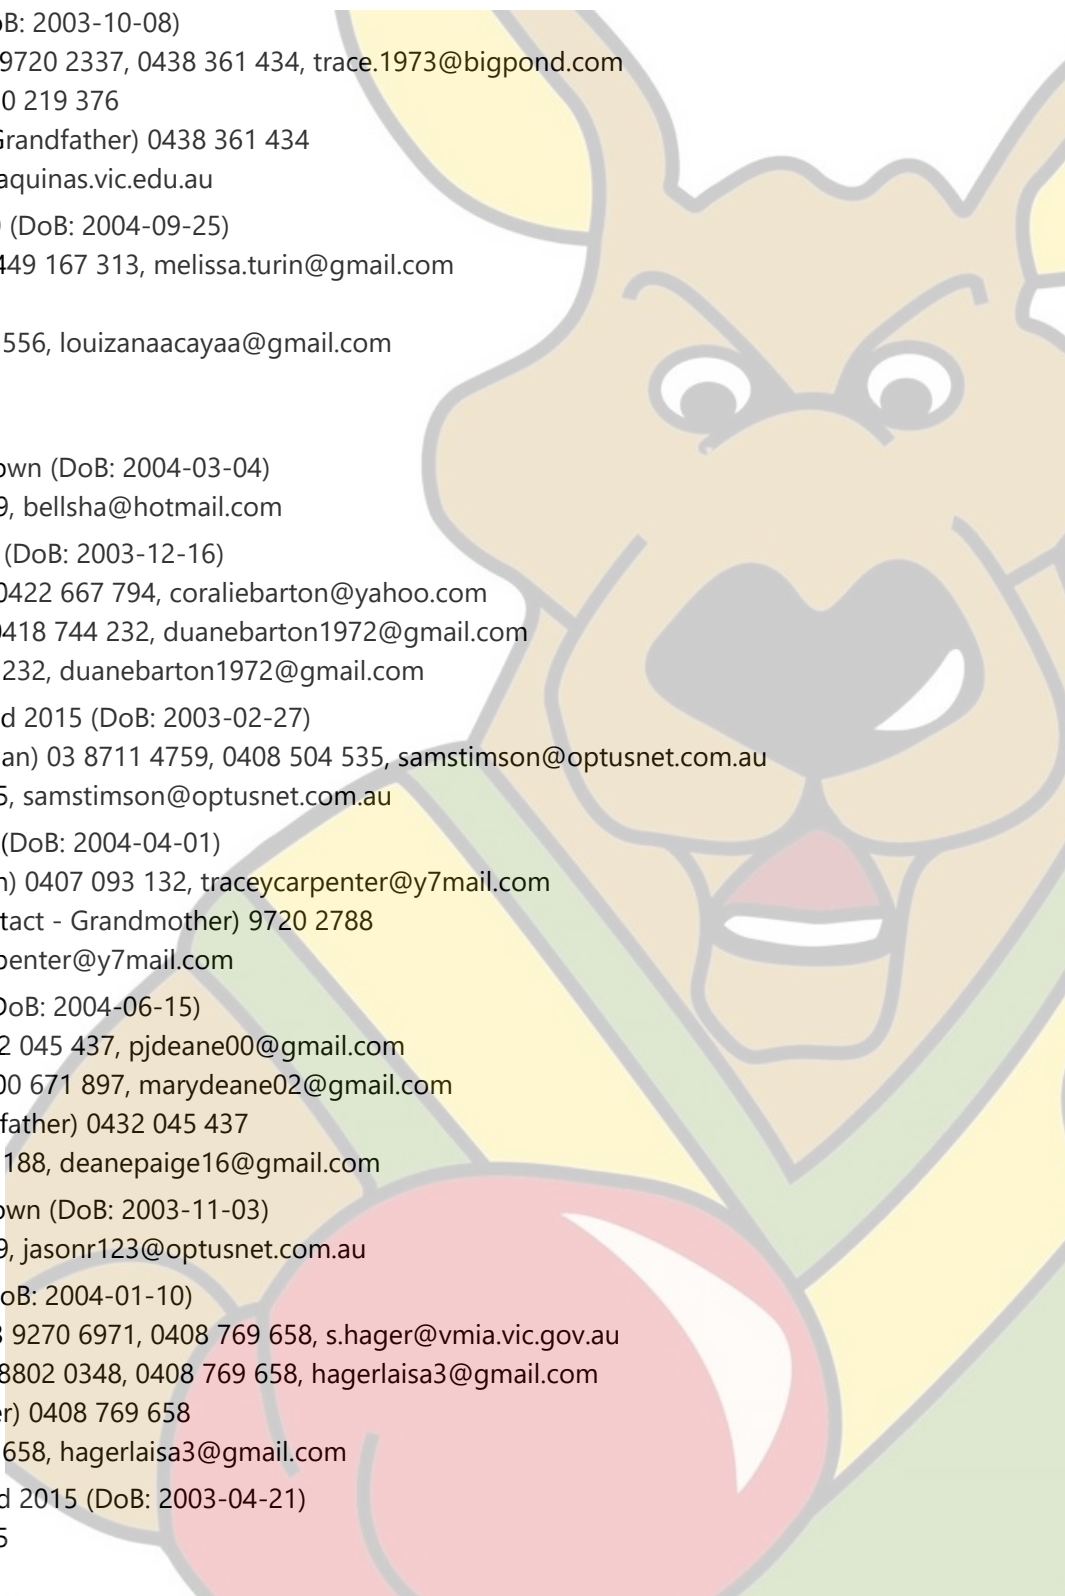 oB: 2003-10-08)
9720 2337, 0438 361 434, trace.1973@bigpond.com
0 219 376
Grandfather) 0438 361 434
aquinas.vic.edu.au
(DoB: 2004-09-25)
449 167 313, melissa.turin@gmail.com
556, louizanaacayaa@gmail.com
own (DoB: 2004-03-04)
9, bellsha@hotmail.com
(DoB: 2003-12-16)
0422 667 794, coraliebarton@yahoo.com
0418 744 232, duanebarton1972@gmail.com
232, duanebarton1972@gmail.com
d 2015 (DoB: 2003-02-27)
an) 03 8711 4759, 0408 504 535, samstimson@optusnet.com.au
5, samstimson@optusnet.com.au
(DoB: 2004-04-01)
n) 0407 093 132, traceycarpenter@y7mail.com
tact - Grandmother) 9720 2788
penter@y7mail.com
DoB: 2004-06-15)
2 045 437, pjdeane00@gmail.com
00 671 897, marydeane02@gmail.com
father) 0432 045 437
188, deanepaige16@gmail.com
own (DoB: 2003-11-03)
9, jasonr123@optusnet.com.au
oB: 2004-01-10)
3 9270 6971, 0408 769 658, s.hager@vmia.vic.gov.au
8802 0348, 0408 769 658, hagerlaisa3@gmail.com
er) 0408 769 658
658, hagerlaisa3@gmail.com
d 2015 (DoB: 2003-04-21)
5